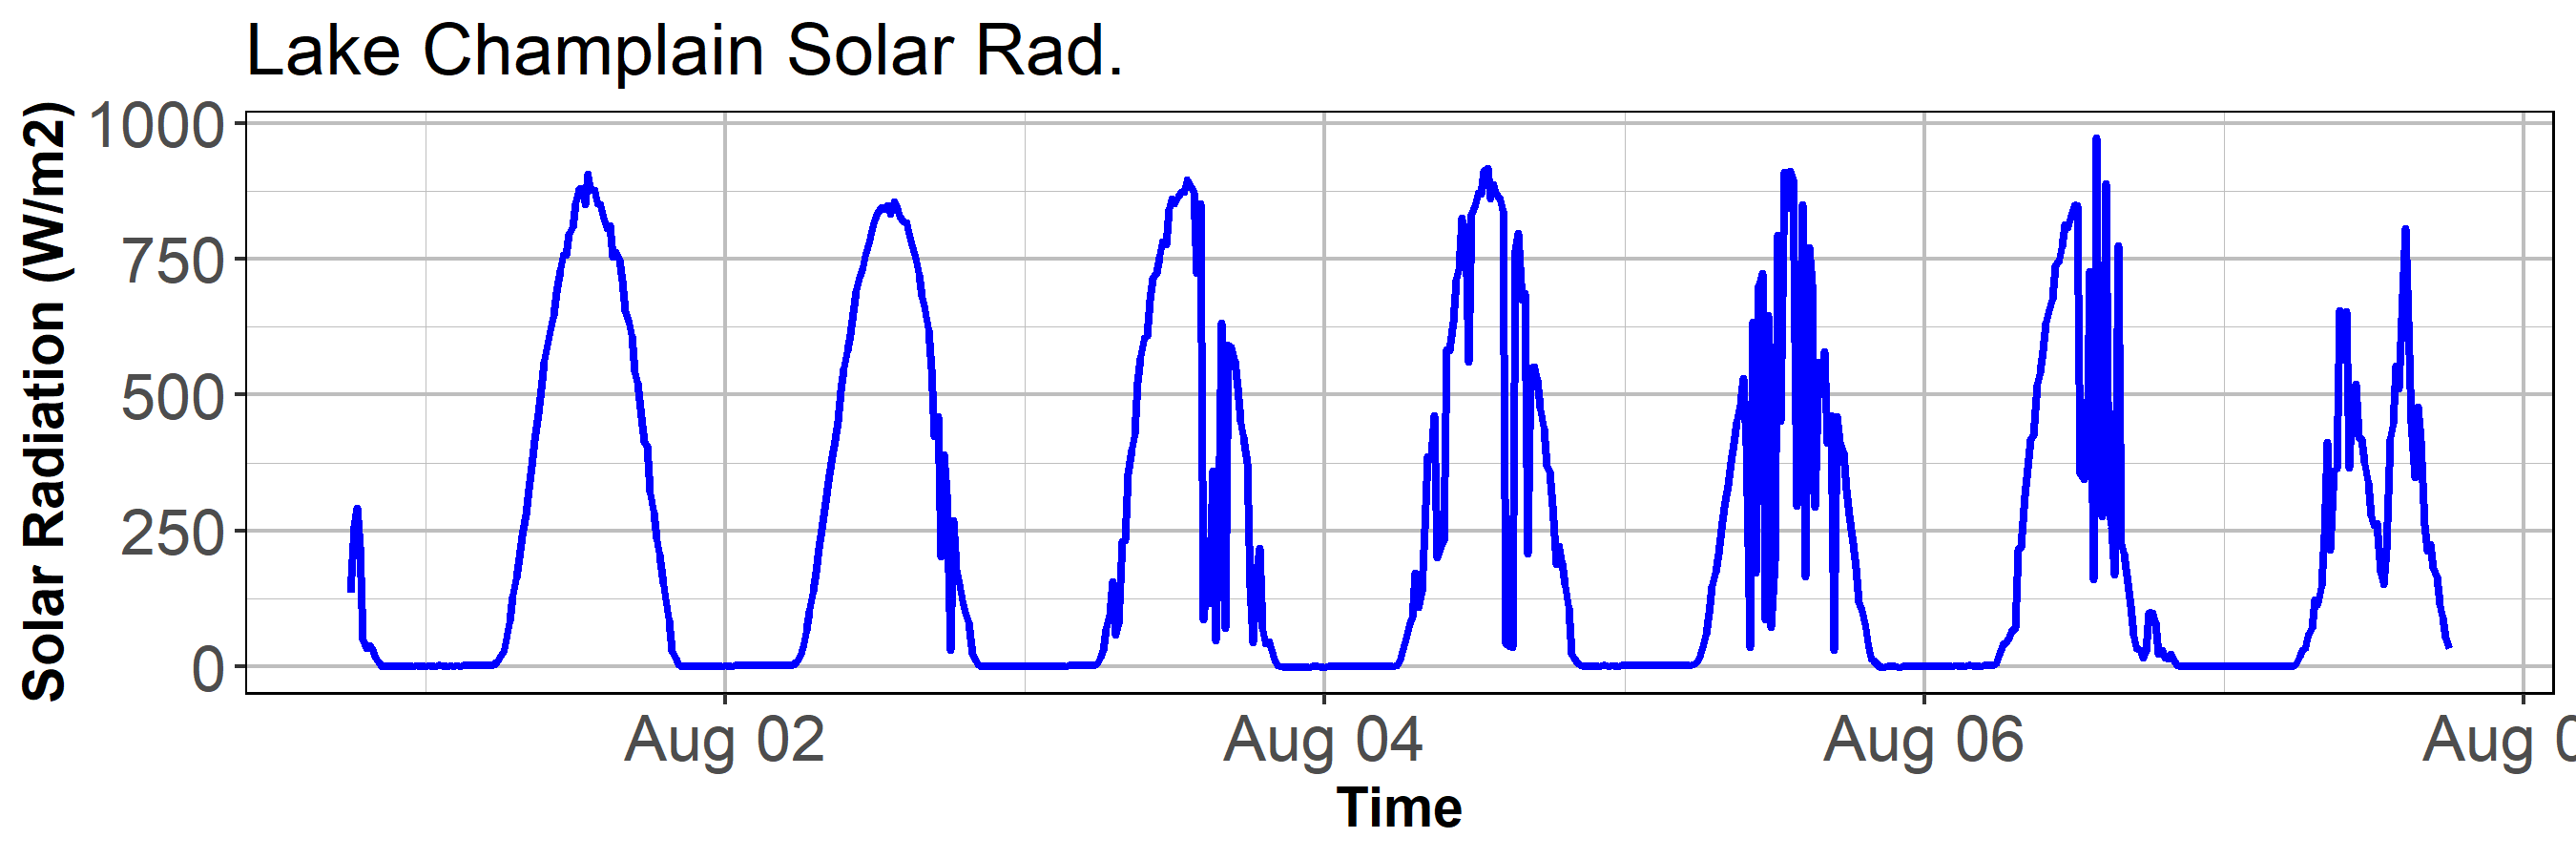 Lake Champlain Solar Rad.
Solar Radiation (W/m2)
1000
750
500
250
0
Aug 02 Aug 04 Aug 06 Aug
Time